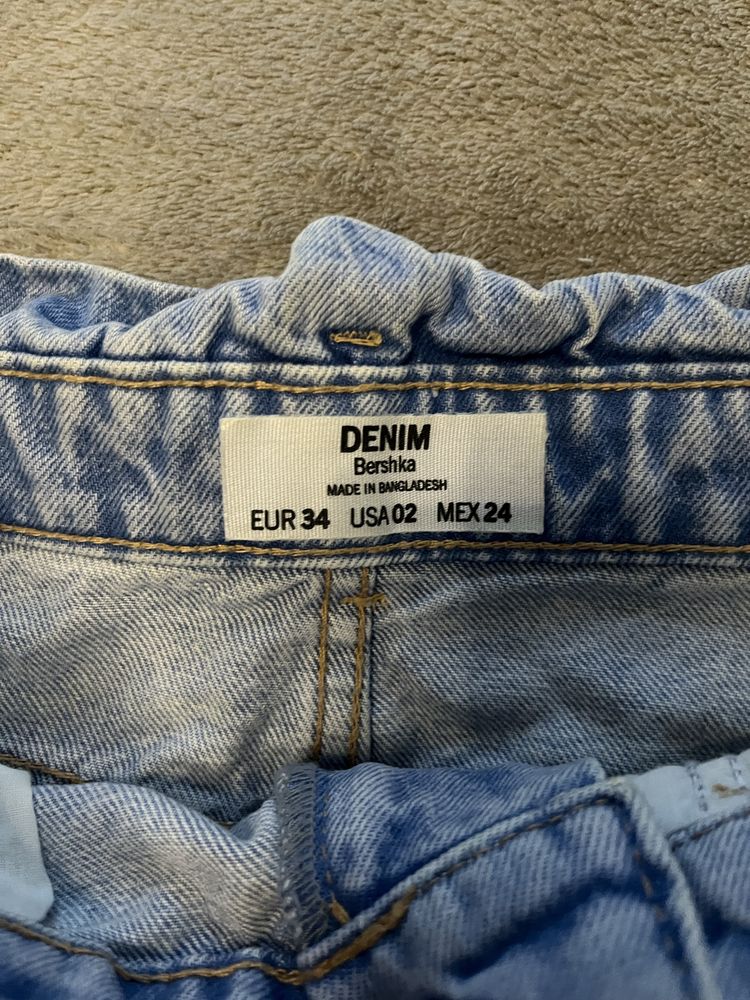 DENIM
Bershka
MADE IN BANGLADESH
EUR 34 USA 02 MEX 24